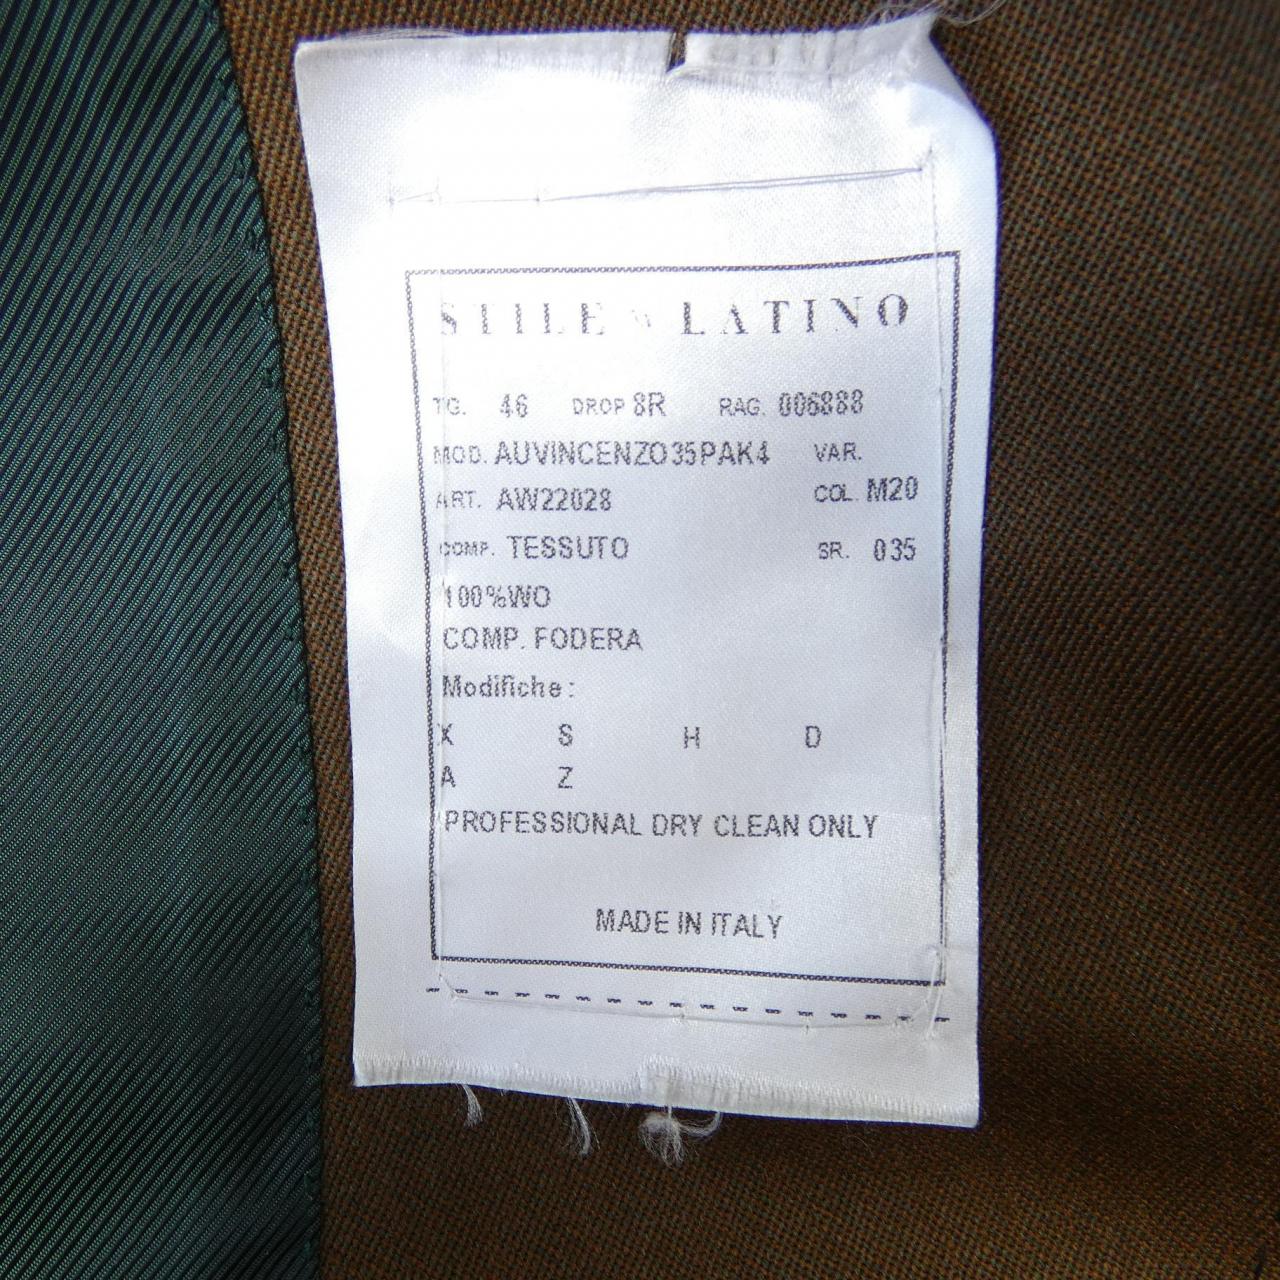 STILE LATINO
TG. 46 DROP 8R RAG. 006888
MOD. AUVINCENZO35PAK4 VAR.
ART. AW22028 COL. M20
COMP. TESSUTO SR. 035
100%WO
COMP. FODERA
Modifiche:
X S H D
A Z
PROFESSIONAL DRY CLEAN ONLY
MADE IN ITALY